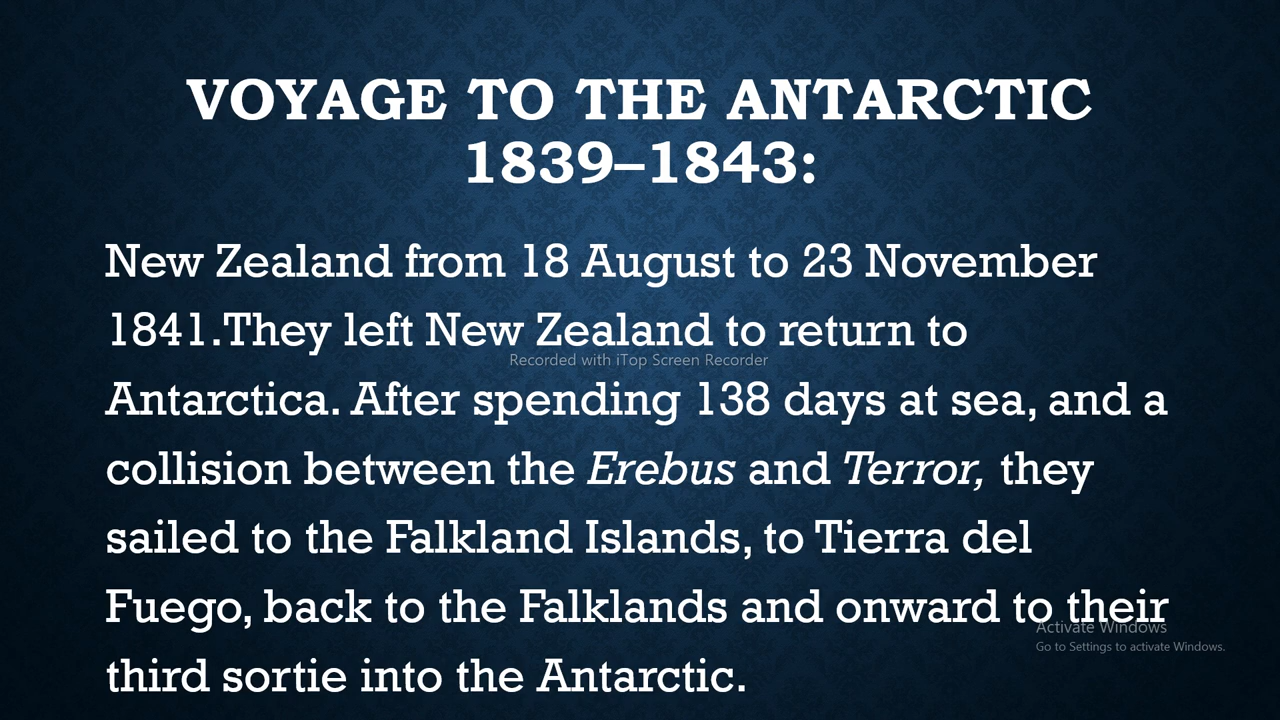 VOYAGE TO THE ANTARCTIC
1839–1843:
New Zealand from 18 August to 23 November
1841.They left New Zealand to return to
Recorded with iTop Screen Recorder
Antarctica. After spending 138 days at sea, and a
collision between the Erebus and Terror, they
sailed to the Falkland Islands, to Tierra del
Fuego, back to the Falklands and onward to their
Activate Windows
Go to Settings to activate Windows.
third sortie into the Antarctic.